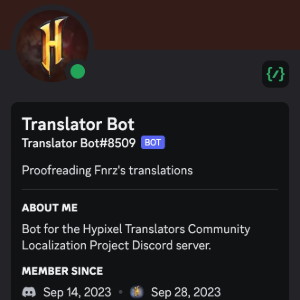 H
Translator Bot
Translator Bot#8509 BOT
Proofreading Fnrz's translations
ABOUT ME
Bot for the Hypixel Translators Community
Localization Project Discord server.
MEMBER SINCE
Sep 14, 2023 • Sep 28, 2023